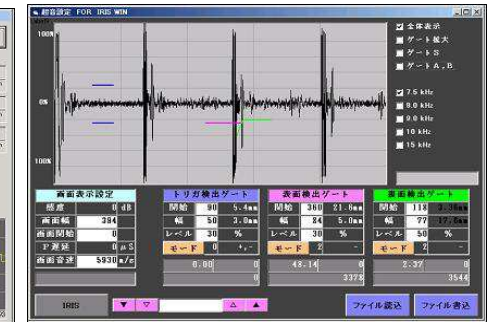 超音設定 FOR IRIS WIN
100%
0%
100%
全体表示
ゲート拡大
ゲートS
ゲートA,B
7.5 kHz
8.0 kHz
9.0 kHz
10 kHz
15 kHz
画面表示設定
感度 0 dB
画面幅 394
画面開始 0
P遅延 0 μS
画面音速 5930 m/s
トリガ検出ゲート
開始 90 5.4mm
幅 50 3.0mm
レベル 30 %
モード 0 +,-
0.00 0
0
表面検出ゲート
開始 360 21.6mm
幅 84 5.0mm
レベル 30 %
モード 2 -
48.14 0
3378
裏面検出ゲート
開始 118
幅 77
レベル 50 %
モード 2 -
2.37 0
3544
IRIS
ファイル読込
ファイル書込